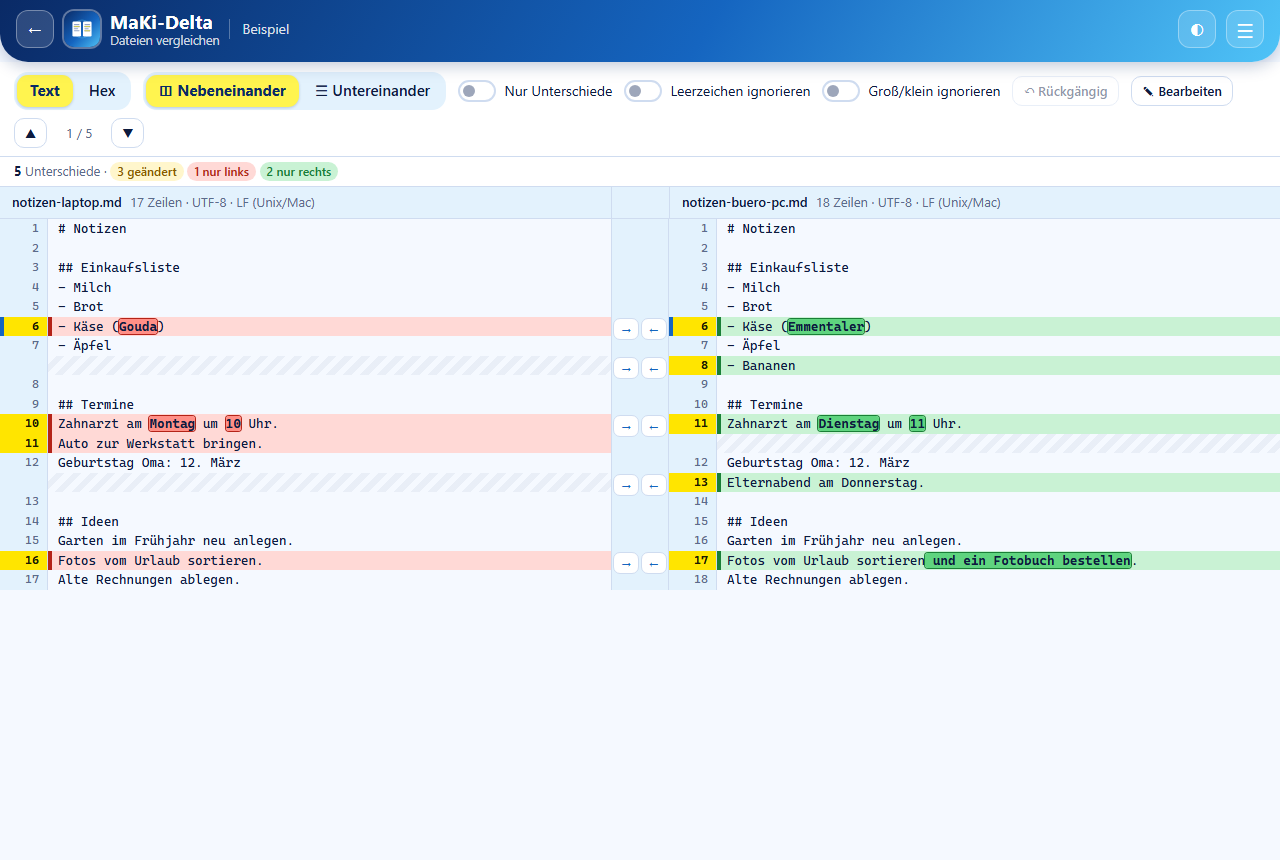 MaKi-Delta
Dateien vergleichen
Beispiel
Text Hex Nebeneinander Untereinander Nur Unterschiede Leerzeichen ignorieren Groß/klein ignorieren Rückgängig Bearbeiten
▲ 1 / 5 ▼
5 Unterschiede · 3 geändert 1 nur links 2 nur rechts
notizen-laptop.md 17 Zeilen · UTF-8 · LF (Unix/Mac)
1 # Notizen
2
3 ## Einkaufsliste
4 - Milch
5 - Brot
6 - Käse (Gouda)
7 - Äpfel
8
9 ## Termine
10 Zahnarzt am Montag um 10 Uhr.
11 Auto zur Werkstatt bringen.
12 Geburtstag Oma: 12. März
13
14 ## Ideen
15 Garten im Frühjahr neu anlegen.
16 Fotos vom Urlaub sortieren.
17 Alte Rechnungen ablegen.
→ ←
→ ←
→ ←
→ ←
→ ←
notizen-buero-pc.md 18 Zeilen · UTF-8 · LF (Unix/Mac)
1 # Notizen
2
3 ## Einkaufsliste
4 - Milch
5 - Brot
6 - Käse (Emmentaler)
7 - Äpfel
8 - Bananen
9
10 ## Termine
11 Zahnarzt am Dienstag um 11 Uhr.
12 Geburtstag Oma: 12. März
13 Elternabend am Donnerstag.
14
15 ## Ideen
16 Garten im Frühjahr neu anlegen.
17 Fotos vom Urlaub sortieren und ein Fotobuch bestellen.
18 Alte Rechnungen ablegen.